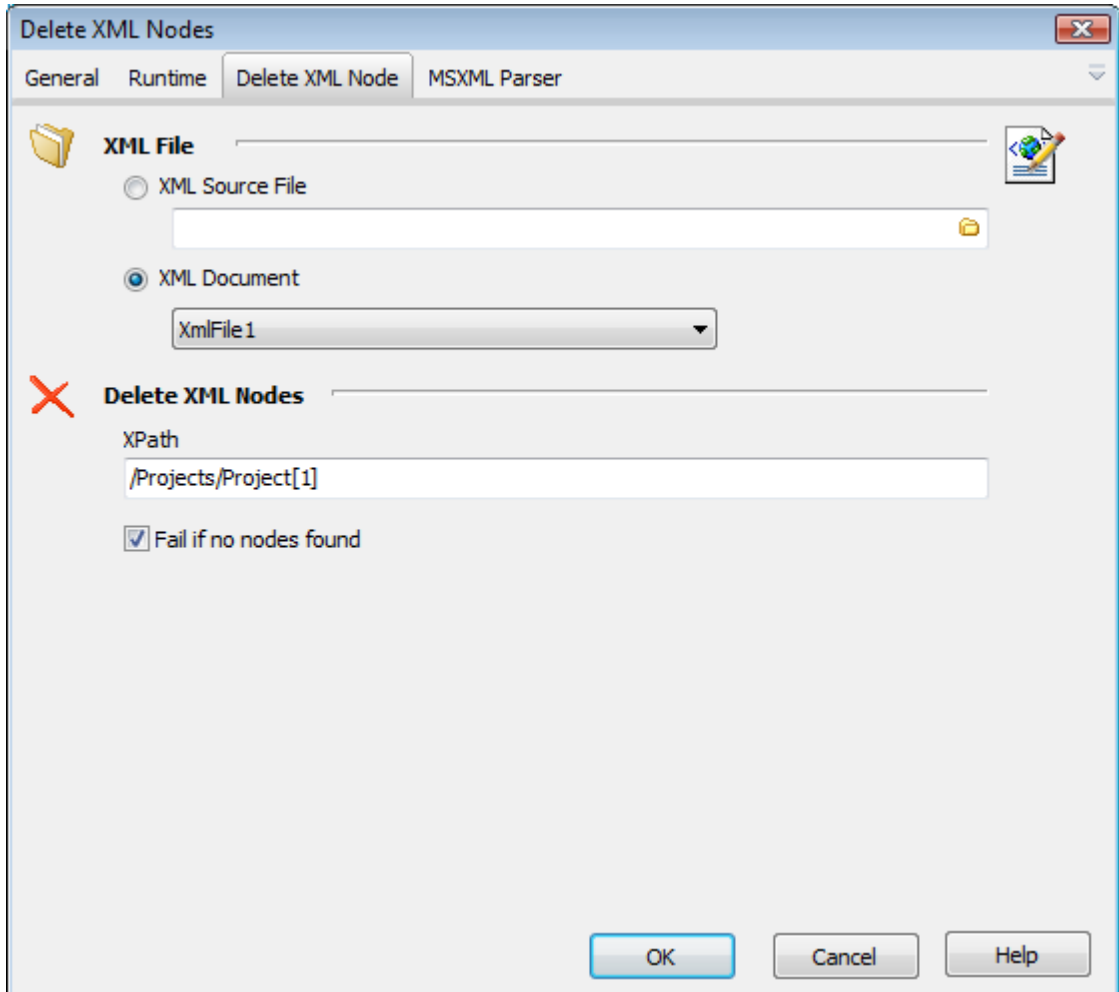 Delete XML Nodes
General Runtime Delete XML Node MSXML Parser
XML File
XML Source File
XML Document
XmlFile1
Delete XML Nodes
XPath
/Projects/Project[1]
Fail if no nodes found
OK Cancel Help